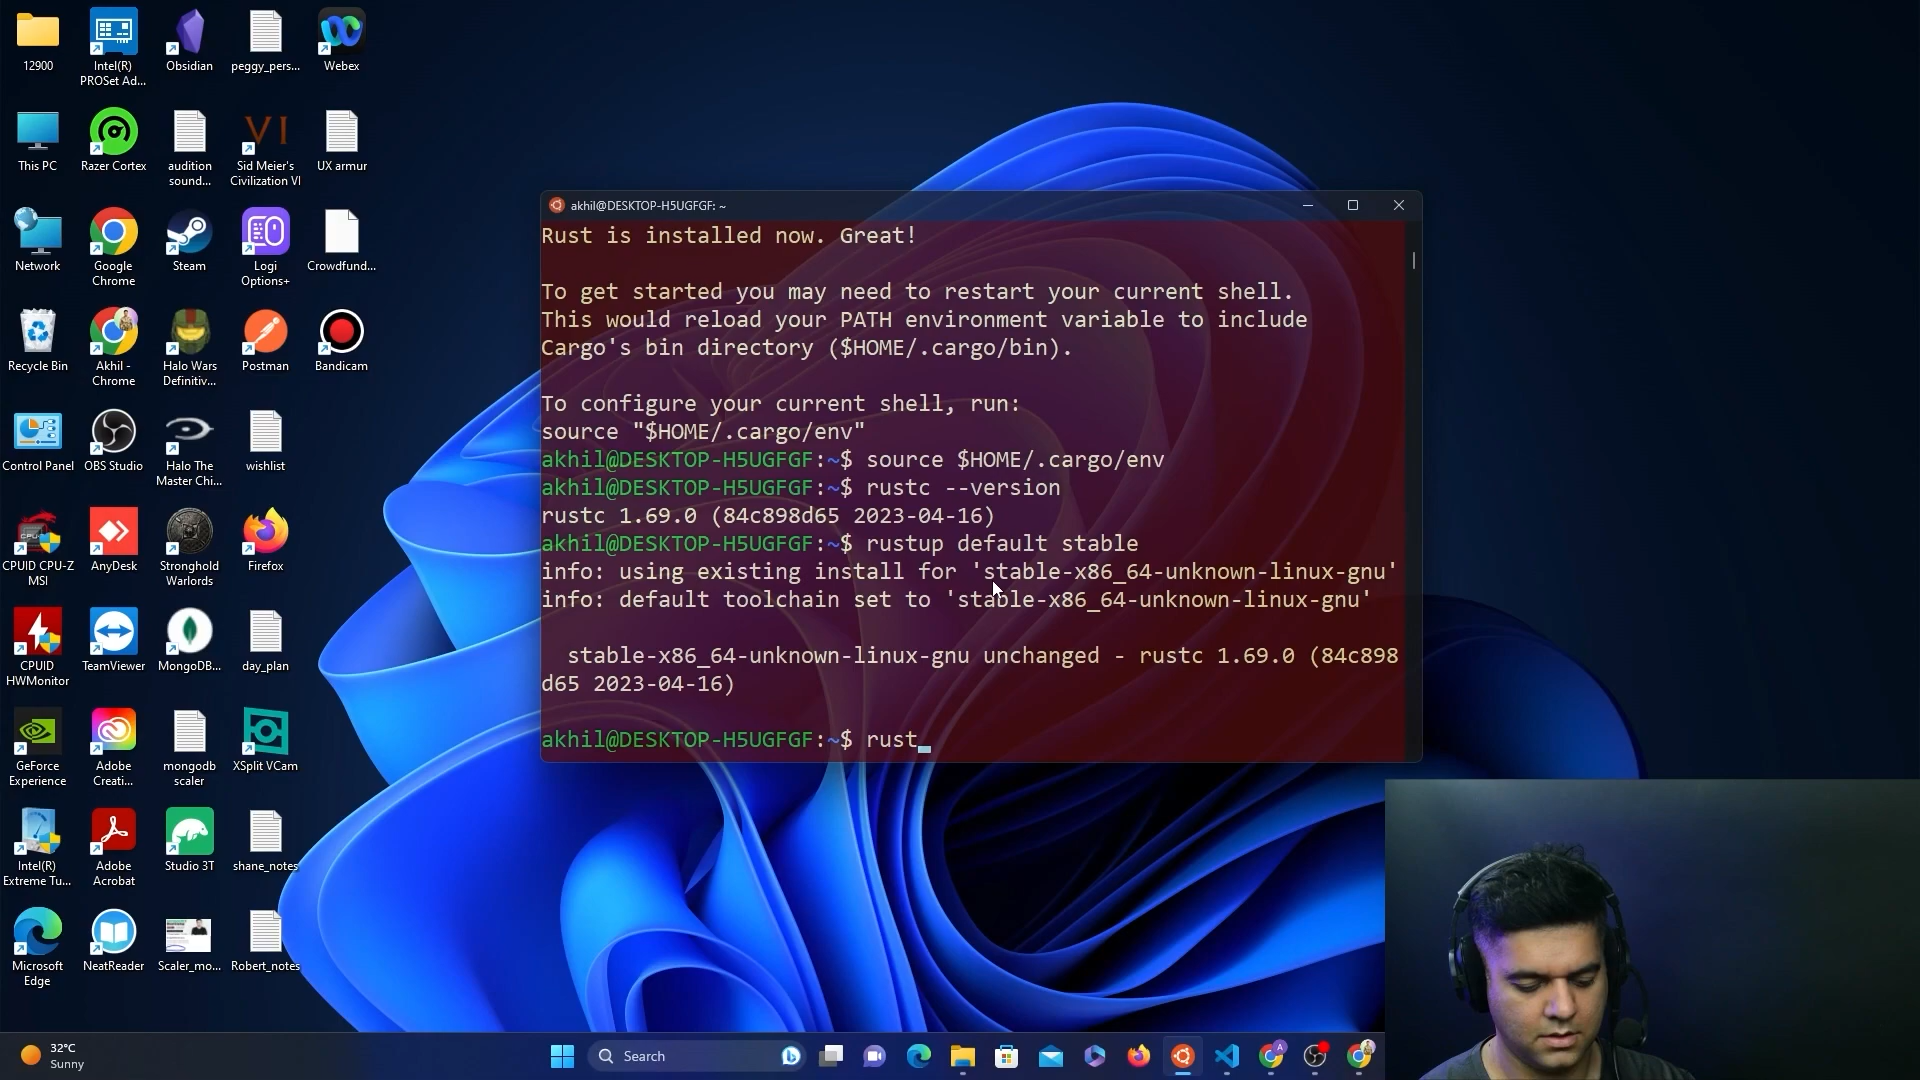 12900
Intel(R)
PROSet Ad...
Obsidian
peggy_pers...
Webex
This PC
Razer Cortex
audition
sound...
VI
Sid Meier's
Civilization VI
UX armur
Network
Google
Chrome
Steam
Logi
Options+
Crowdfund...
Recycle Bin
Akhil -
Chrome
Halo Wars
Definitiv...
Postman
Bandicam
Control Panel
OBS Studio
Halo The
Master Chi...
wishlist
CPUID CPU-Z
MSI
AnyDesk
Stronghold
Warlords
Firefox
CPUID
HWMonitor
TeamViewer
MongoDB...
day_plan
GeForce
Experience
Adobe
Creati...
mongodb
scaler
XSplit VCam
Intel(R)
Extreme Tu...
Adobe
Acrobat
Studio 3T
shane_notes
Microsoft
Edge
NeatReader
Scaler_mo...
Robert_notes
akhil@DESKTOP-H5UGFGF: ~
Rust is installed now. Great!
To get started you may need to restart your current shell.
This would reload your PATH environment variable to include
Cargo's bin directory ($HOME/.cargo/bin).
To configure your current shell, run:
source "$HOME/.cargo/env"
akhil@DESKTOP-H5UGFGF:~$ source $HOME/.cargo/env
akhil@DESKTOP-H5UGFGF:~$ rustc --version
rustc 1.69.0 (84c898d65 2023-04-16)
akhil@DESKTOP-H5UGFGF:~$ rustup default stable
info: using existing install for 'stable-x86_64-unknown-linux-gnu'
info: default toolchain set to 'stable-x86_64-unknown-linux-gnu'
stable-x86_64-unknown-linux-gnu unchanged - rustc 1.69.0 (84c898
d65 2023-04-16)
akhil@DESKTOP-H5UGFGF:~$ rust
32°C
Sunny
Search